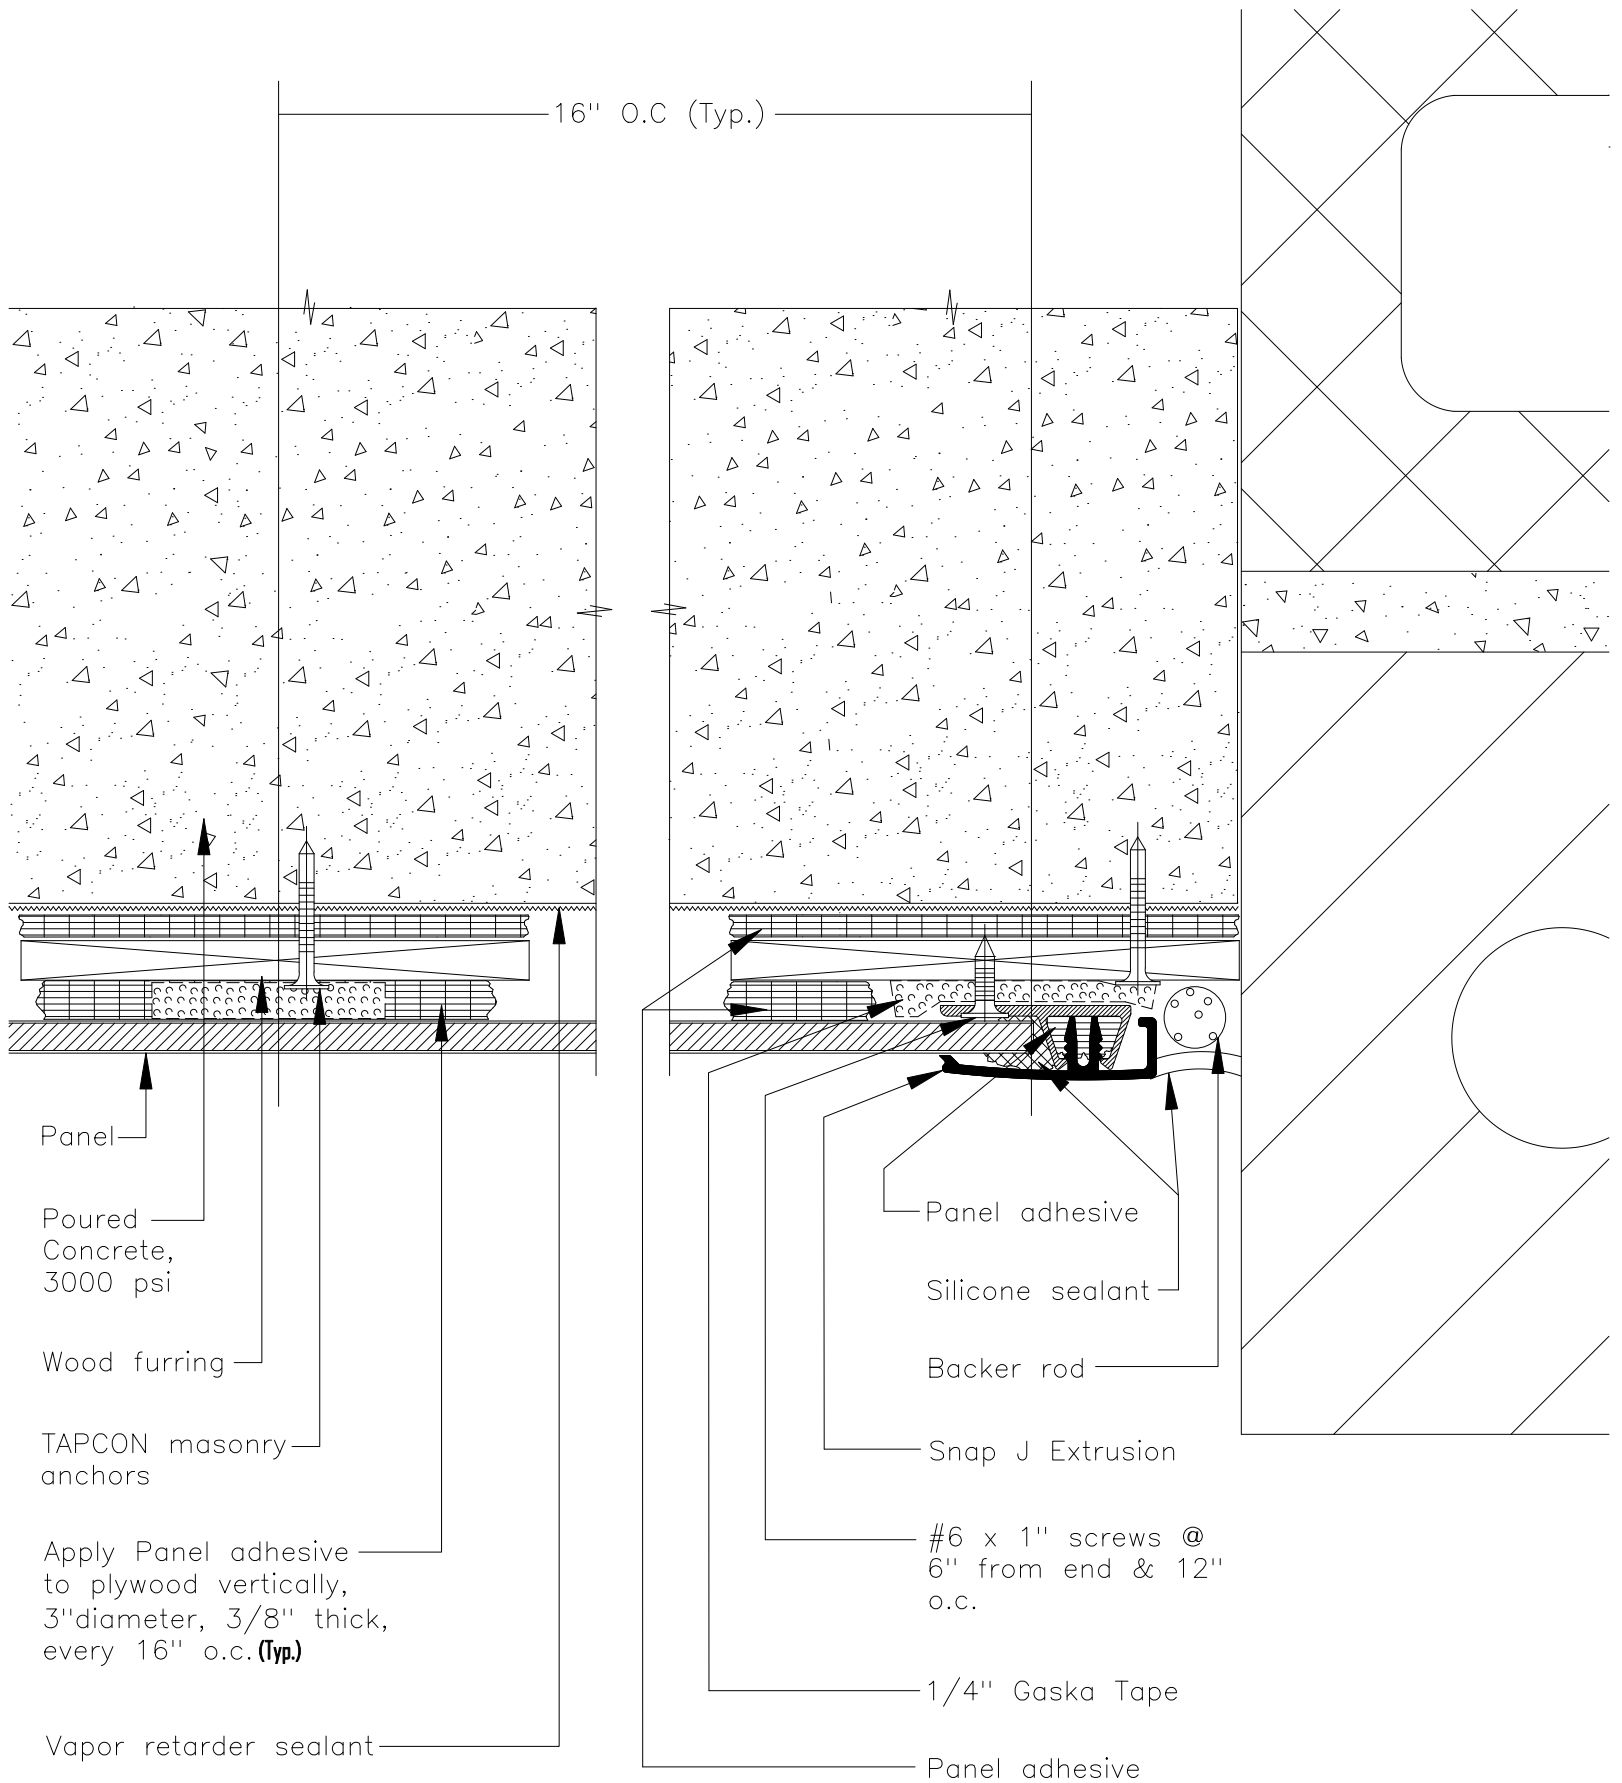 16" O.C (Typ.)
Panel
Poured
Concrete,
3000 psi
Wood furring
TAPCON masonry
anchors
Apply Panel adhesive
to plywood vertically,
3"diameter, 3/8" thick,
every 16" o.c. (Typ.)
Vapor retarder sealant
Panel adhesive
Silicone sealant
Backer rod
Snap J Extrusion
#6 x 1" screws @
6" from end & 12"
o.c.
1/4" Gaska Tape
Panel adhesive